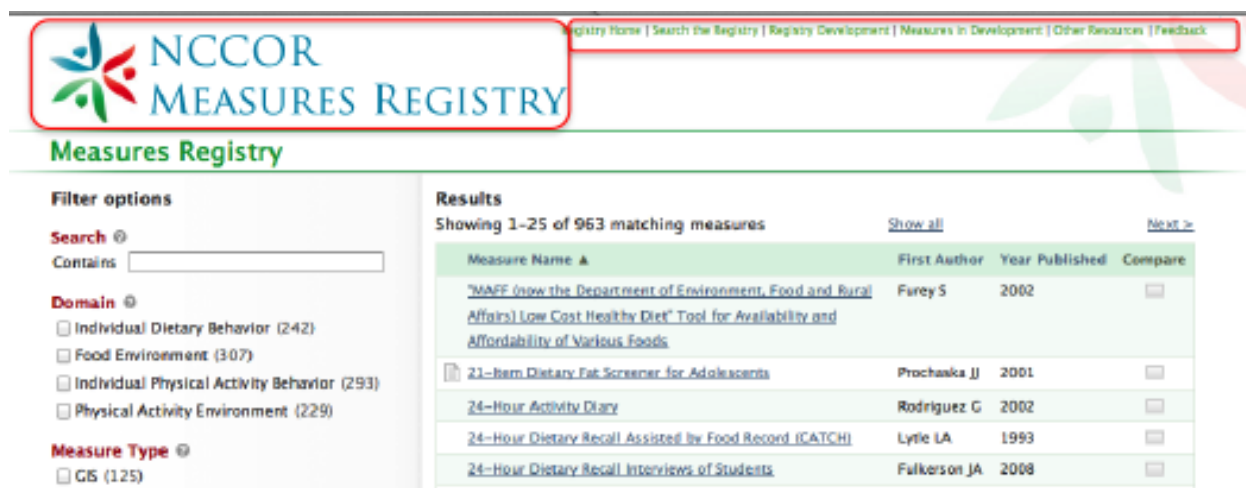 NCCOR
MEASURES REGISTRY
Registry Home | Search the Registry | Registry Development | Measures in Development | Other Resources | Feedback
Measures Registry
Filter options
Search
Contains
Domain
Individual Dietary Behavior (242)
Food Environment (307)
Individual Physical Activity Behavior (293)
Physical Activity Environment (229)
Measure Type
GIS (125)
Results
Showing 1-25 of 963 matching measures Show all Next >
Measure Name ▲ First Author Year Published Compare
"MAFF (now the Department of Environment, Food and Rural Furey S 2002
Affairs) Low Cost Healthy Diet" Tool for Availability and
Affordability of Various Foods
21-Item Dietary Fat Screener for Adolescents Prochaska JJ 2001
24-Hour Activity Diary Rodriguez G 2002
24-Hour Dietary Recall Assisted by Food Record (CATCH) Lytle LA 1993
24-Hour Dietary Recall Interviews of Students Fulkerson JA 2008